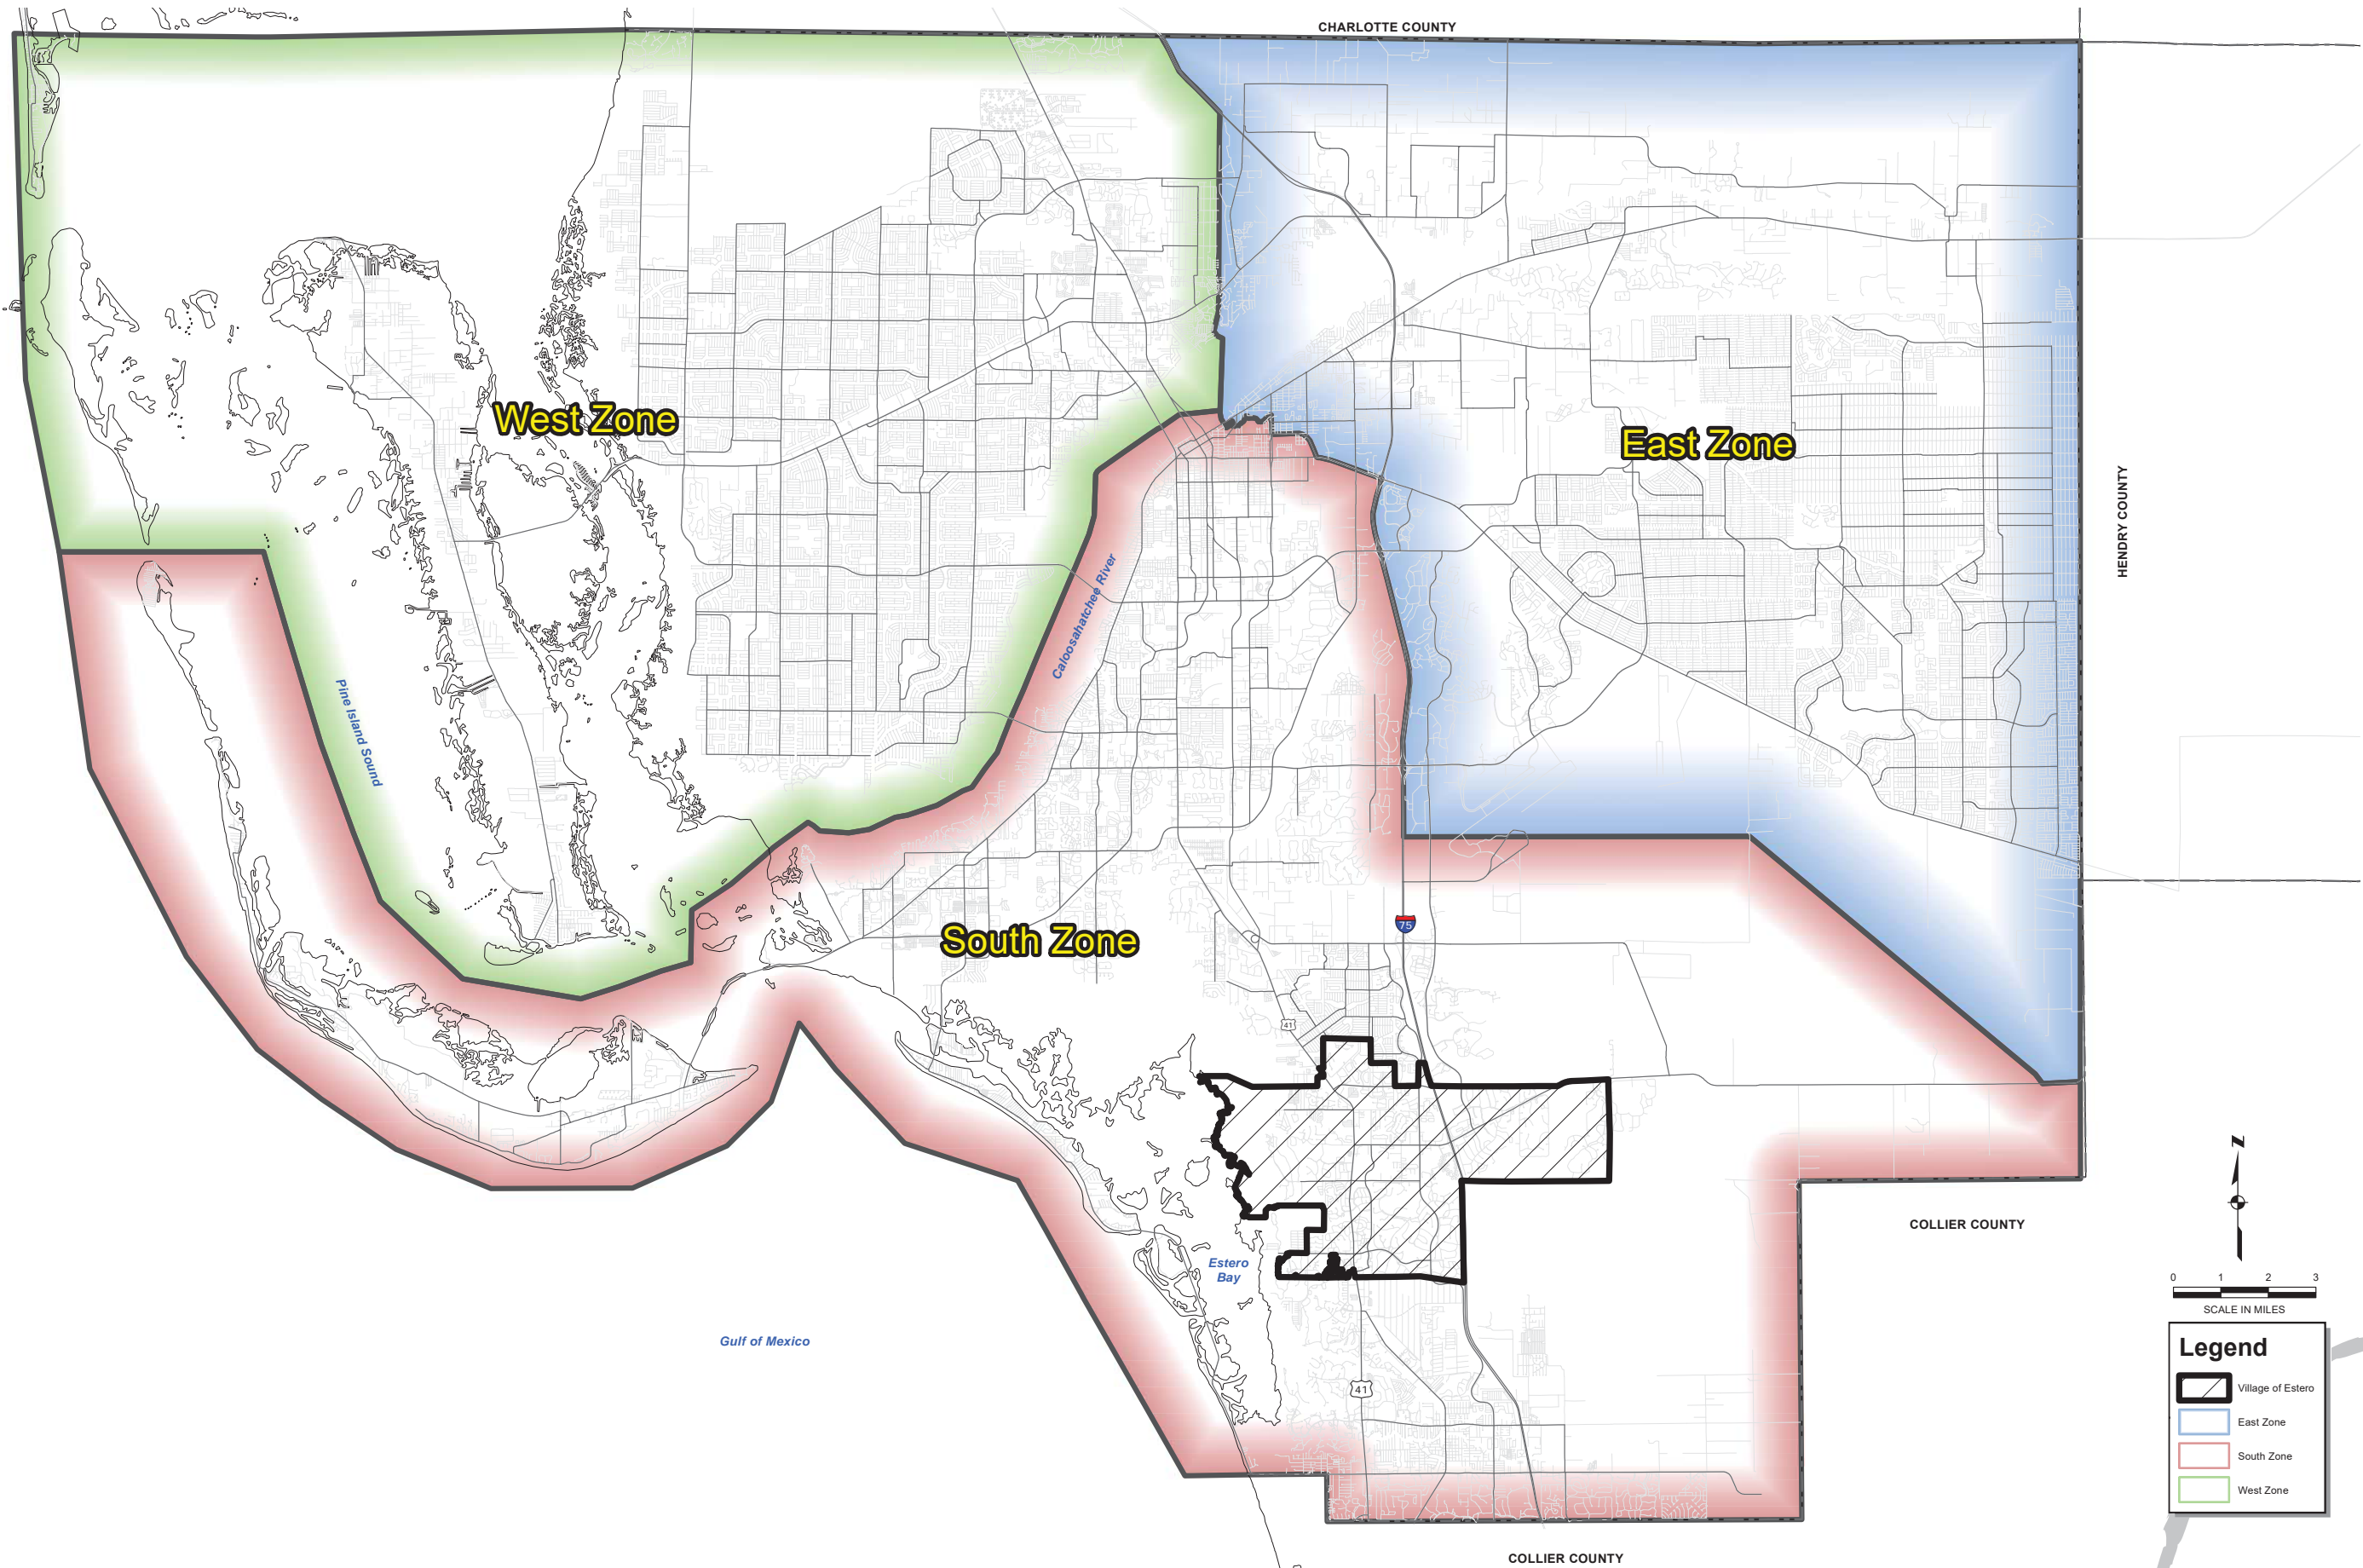 CHARLOTTE COUNTY
West Zone
East Zone
HENDRY COUNTY
Caloosahatchee River
Pine Island Sound
South Zone
75
41
COLLIER COUNTY
Estero
Bay
Gulf of Mexico
41
COLLIER COUNTY
N
0 1 2 3
SCALE IN MILES
Legend
Village of Estero
East Zone
South Zone
West Zone